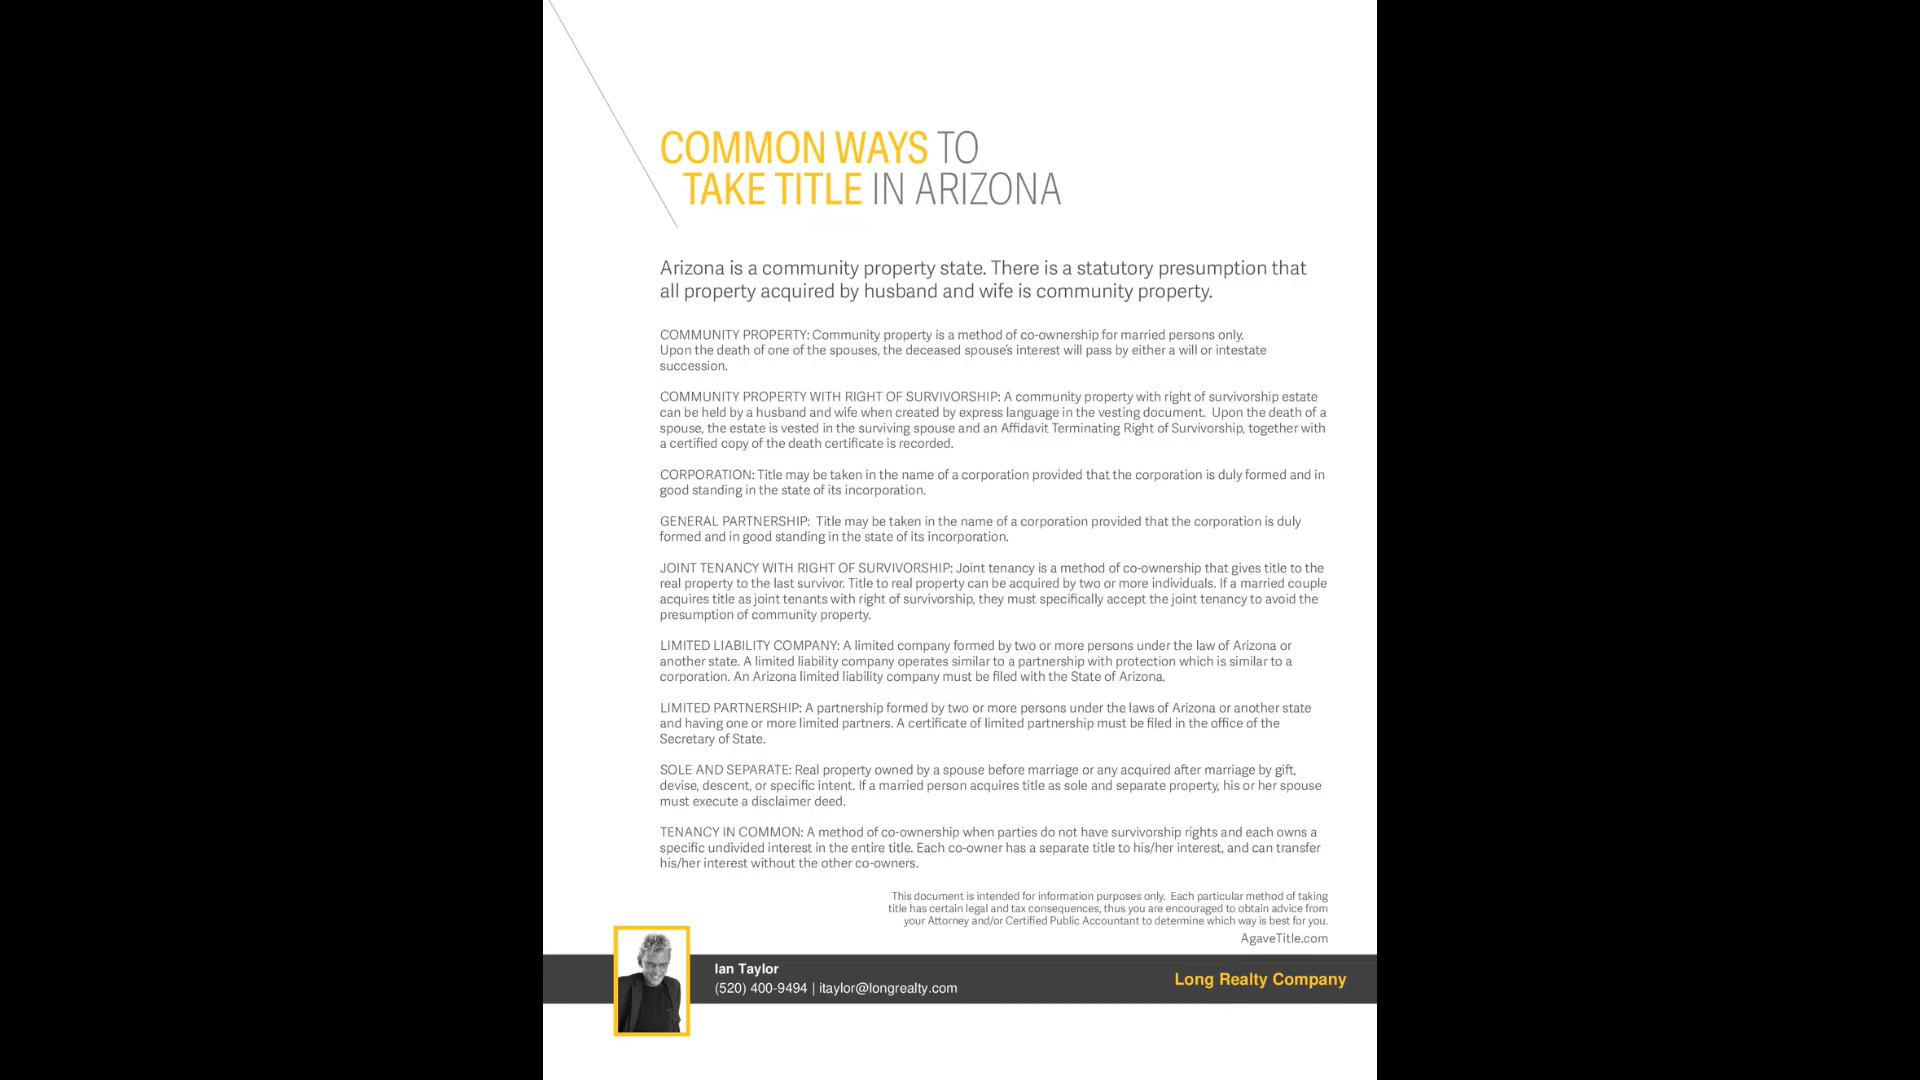 COMMON WAYS TO
TAKE TITLE IN ARIZONA
Arizona is a community property state. There is a statutory presumption that
all property acquired by husband and wife is community property.
COMMUNITY PROPERTY: Community property is a method of co-ownership for married persons only.
Upon the death of one of the spouses, the deceased spouse's interest will pass by either a will or intestate
succession.
COMMUNITY PROPERTY WITH RIGHT OF SURVIVORSHIP: A community property with right of survivorship estate
can be held by a husband and wife when created by express language in the vesting document. Upon the death of a
spouse, the estate is vested in the surviving spouse and an Affidavit Terminating Right of Survivorship, together with
a certified copy of the death certificate is recorded.
CORPORATION: Title may be taken in the name of a corporation provided that the corporation is duly formed and in
good standing in the state of its incorporation.
GENERAL PARTNERSHIP: Title may be taken in the name of a corporation provided that the corporation is duly
formed and in good standing in the state of its incorporation.
JOINT TENANCY WITH RIGHT OF SURVIVORSHIP: Joint tenancy is a method of co-ownership that gives title to the
real property to the last survivor. Title to real property can be acquired by two or more individuals. If a married couple
acquires title as joint tenants with right of survivorship, they must specifically accept the joint tenancy to avoid the
presumption of community property.
LIMITED LIABILITY COMPANY: A limited company formed by two or more persons under the law of Arizona or
another state. A limited liability company operates similar to a partnership with protection which is similar to a
corporation. An Arizona limited liability company must be filed with the State of Arizona.
LIMITED PARTNERSHIP: A partnership formed by two or more persons under the laws of Arizona or another state
and having one or more limited partners. A certificate of limited partnership must be filed in the office of the
Secretary of State.
SOLE AND SEPARATE: Real property owned by a spouse before marriage or any acquired after marriage by gift,
devise, descent, or specific intent. If a married person acquires title as sole and separate property, his or her spouse
must execute a disclaimer deed.
TENANCY IN COMMON: A method of co-ownership when parties do not have survivorship rights and each owns a
specific undivided interest in the entire title. Each co-owner has a separate title to his/her interest, and can transfer
his/her interest without the other co-owners.
This document is intended for information purposes only. Each particular method of taking
title has certain legal and tax consequences, thus you are encouraged to obtain advice from
your Attorney and/or Certified Public Accountant to determine which way is best for you.
AgaveTitle.com
Ian Taylor
(520) 400-9494 | itaylor@longrealty.com
Long Realty Company